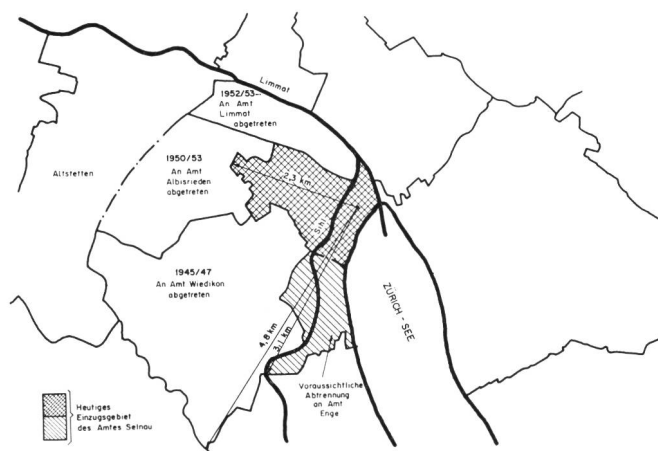 Limmat
1952/53
An Amt
Limmat
abgetreten
1950/53
An Amt
Albisrieden
abgetreten
Altstetten
2,3 km
Sihl
1945/47
An Amt Wiedikon
abgetreten
4,8 km
3,1 km
ZÜRICH-SEE
Voraussichtliche
Abtrennung
an Amt
Enge
Heutiges
Einzugsgebiet
des Amtes Selnau